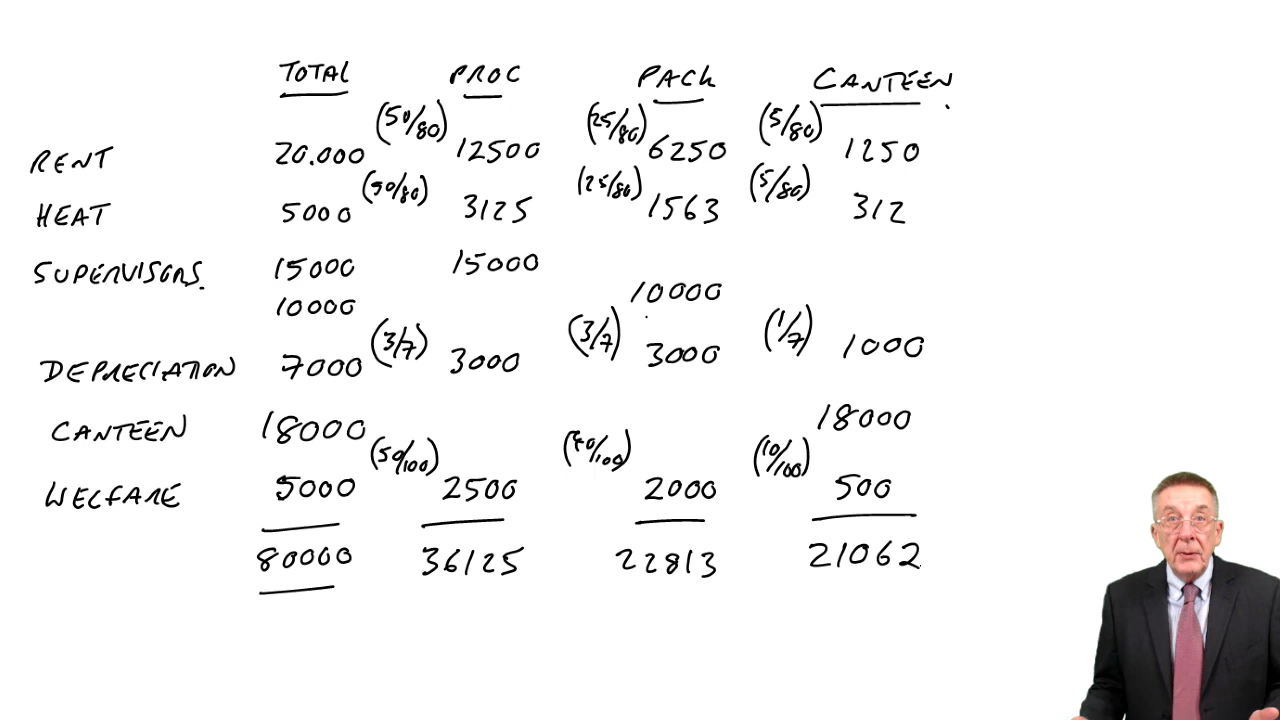 TOTAL PROC PACK CANTEEN
RENT 20.000 (50/80) 12500 (25/80) 6250 (5/80) 1250
HEAT 5000 (50/80) 3125 (25/80) 1563 (5/80) 312
SUPERVISORS. 15000 15000
10000 10000
DEPRECIATION 7000 (3/7) 3000 (3/7) 3000 (1/7) 1000
CANTEEN 18000 18000
WELFARE 5000 (50/100) 2500 (40/100) 2000 (10/100) 500
80000 36125 22813 21062